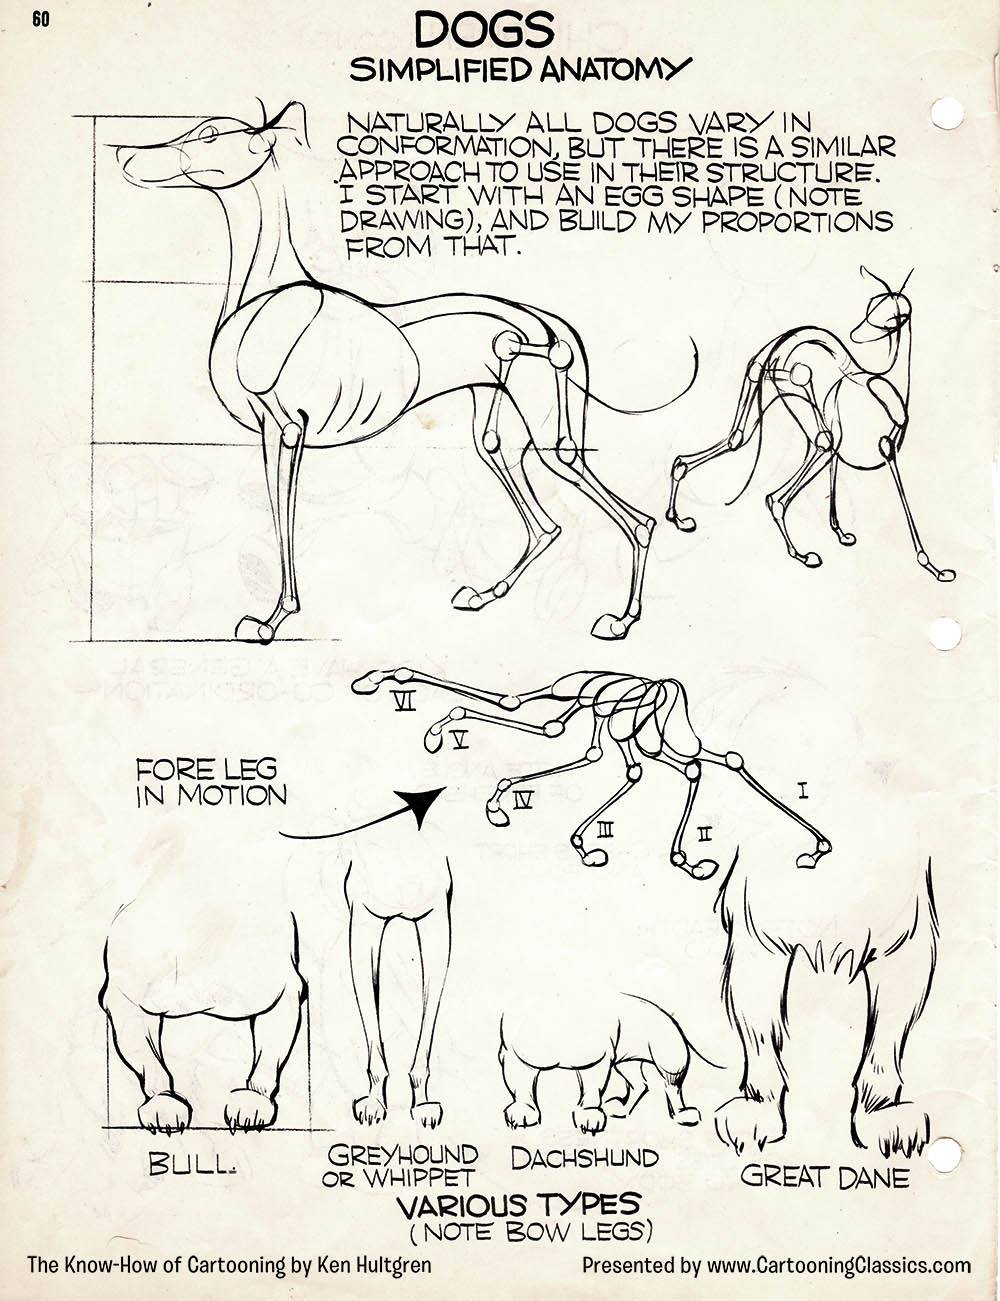 60
DOGS
SIMPLIFIED ANATOMY
NATURALLY ALL DOGS VARY IN
CONFORMATION, BUT THERE IS A SIMILAR
APPROACH TO USE IN THEIR STRUCTURE.
I START WITH AN EGG SHAPE (NOTE
DRAWING), AND BUILD MY PROPORTIONS
FROM THAT.
VI
V
IV
III
II
I
FORE LEG
IN MOTION
BULL.
GREYHOUND
OR WHIPPET
DACHSHUND
GREAT DANE
VARIOUS TYPES
(NOTE BOW LEGS)
The Know-How of Cartooning by Ken Hultgren
Presented by www.CartooningClassics.com